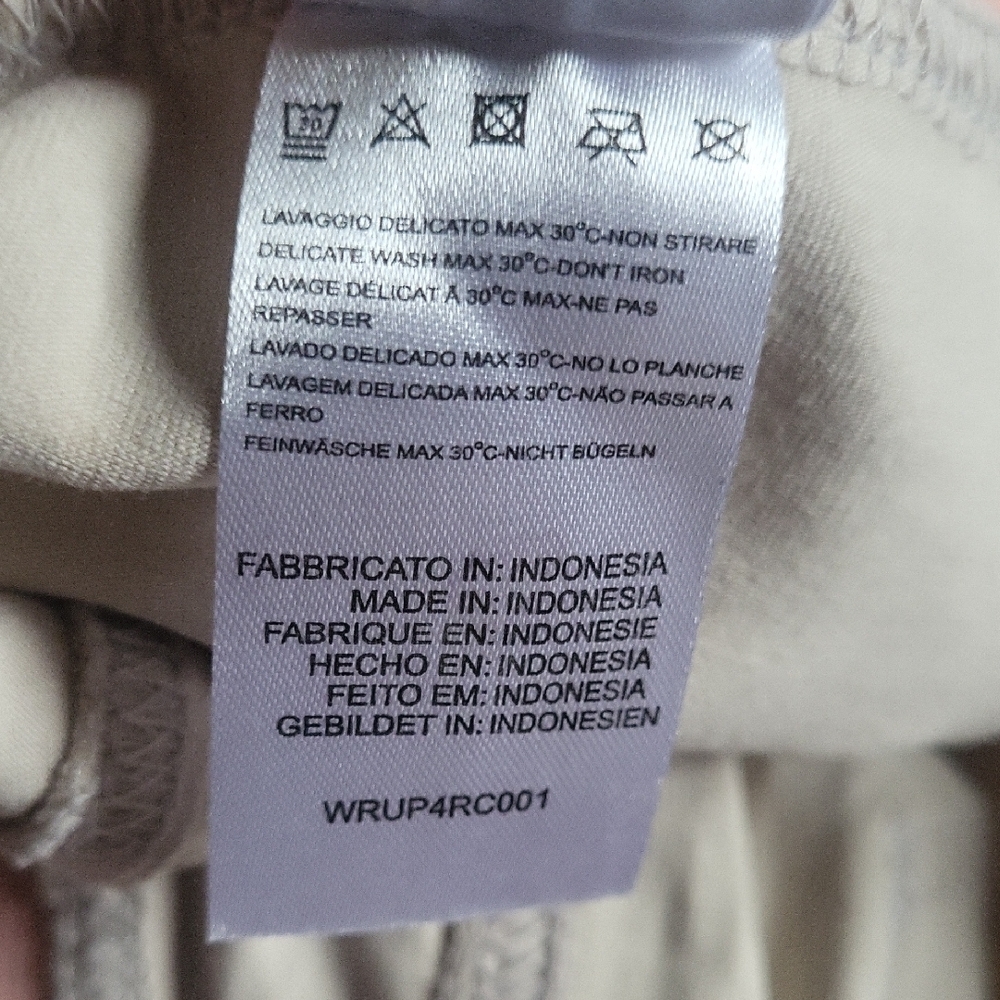 30
LAVAGGIO DELICATO MAX 30°C-NON STIRARE
DELICATE WASH MAX 30°C-DON'T IRON
LAVAGE DÉLICAT À 30°C MAX-NE PAS
REPASSER
LAVADO DELICADO MAX 30°C-NO LO PLANCHE
LAVAGEM DELICADA MAX 30°C-NÃO PASSAR A
FERRO
FEINWÄSCHE MAX 30°C-NICHT BÜGELN
FABBRICATO IN: INDONESIA
MADE IN: INDONESIA
FABRIQUE EN: INDONESIE
HECHO EN: INDONESIA
FEITO EM: INDONESIA
GEBILDET IN: INDONESIEN
WRUP4RC001